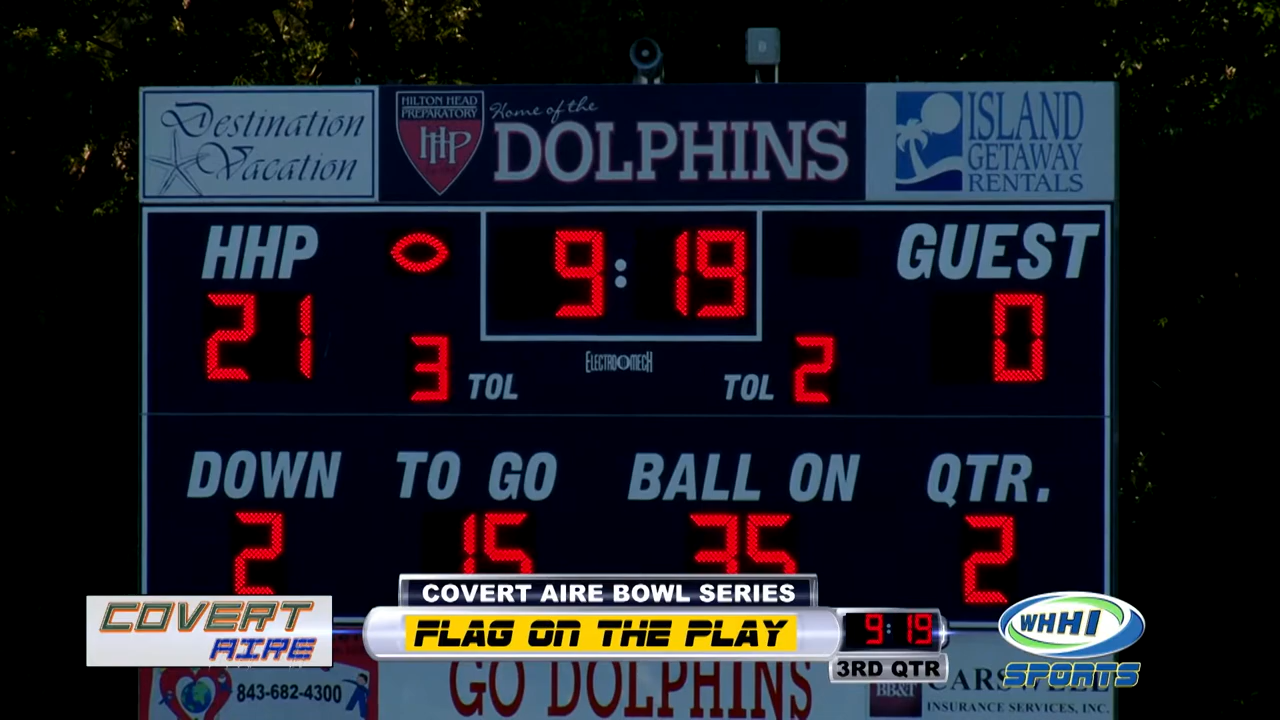 Destination
Vacation
HILTON HEAD
PREPARATORY
HHP
Home of the
DOLPHINS
ISLAND
GETAWAY
RENTALS
HHP
9:19
GUEST
21
0
3 TOL
ELECTRO-MECH
TOL 2
DOWN
TO GO
BALL ON
QTR.
2
15
35
2
COVERT AIRE BOWL SERIES
COVERT
AIRE
FLAG ON THE PLAY
9:19
3RD QTR
WHHI
SPORTS
843-682-4300
GO DOLPHINS
BB&T
INSURANCE SERVICES, INC.